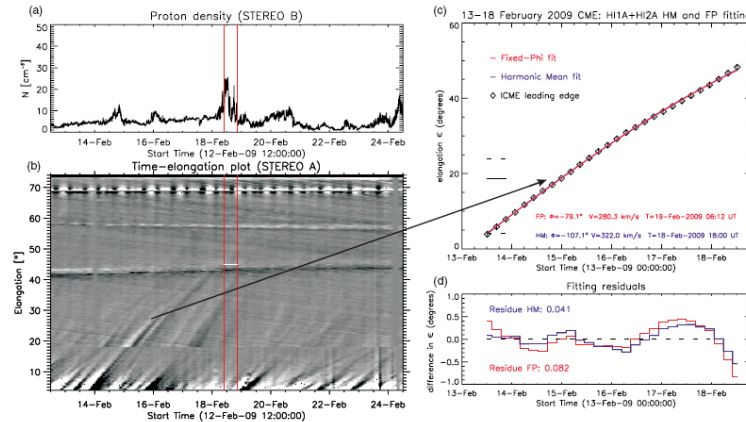 (a)
Proton density (STEREO B)
N [cm⁻³]
50
40
30
20
10
0
14-Feb 16-Feb 18-Feb 20-Feb 22-Feb 24-Feb
Start Time (12-Feb-09 12:00:00)
(b)
Time-elongation plot (STEREO A)
Elongation [°]
70
60
50
40
30
20
10
14-Feb 16-Feb 18-Feb 20-Feb 22-Feb 24-Feb
Start Time (12-Feb-09 12:00:00)
(c)
13-18 February 2009 CME: HI1A+HI2A HM and FP fitting
elongation ε (degrees)
60
40
20
0
– Fixed-Phi fit
– Harmonic Mean fit
◇ ICME leading edge
FP: Φ=-79.1° V=280.3 km/s T=19-Feb-2009 06:12 UT
HM: Φ=-107.1° V=322.0 km/s T=18-Feb-2009 18:00 UT
14-Feb 15-Feb 16-Feb 17-Feb 18-Feb
Start Time (13-Feb-09 00:00:00)
(d)
Fitting residuals
difference in ε (degrees)
1.0
0.5
0.0
-0.5
-1.0
Residue HM: 0.041
Residue FP: 0.082
13-Feb 14-Feb 15-Feb 16-Feb 17-Feb 18-Feb
Start Time (13-Feb-09 00:00:00)